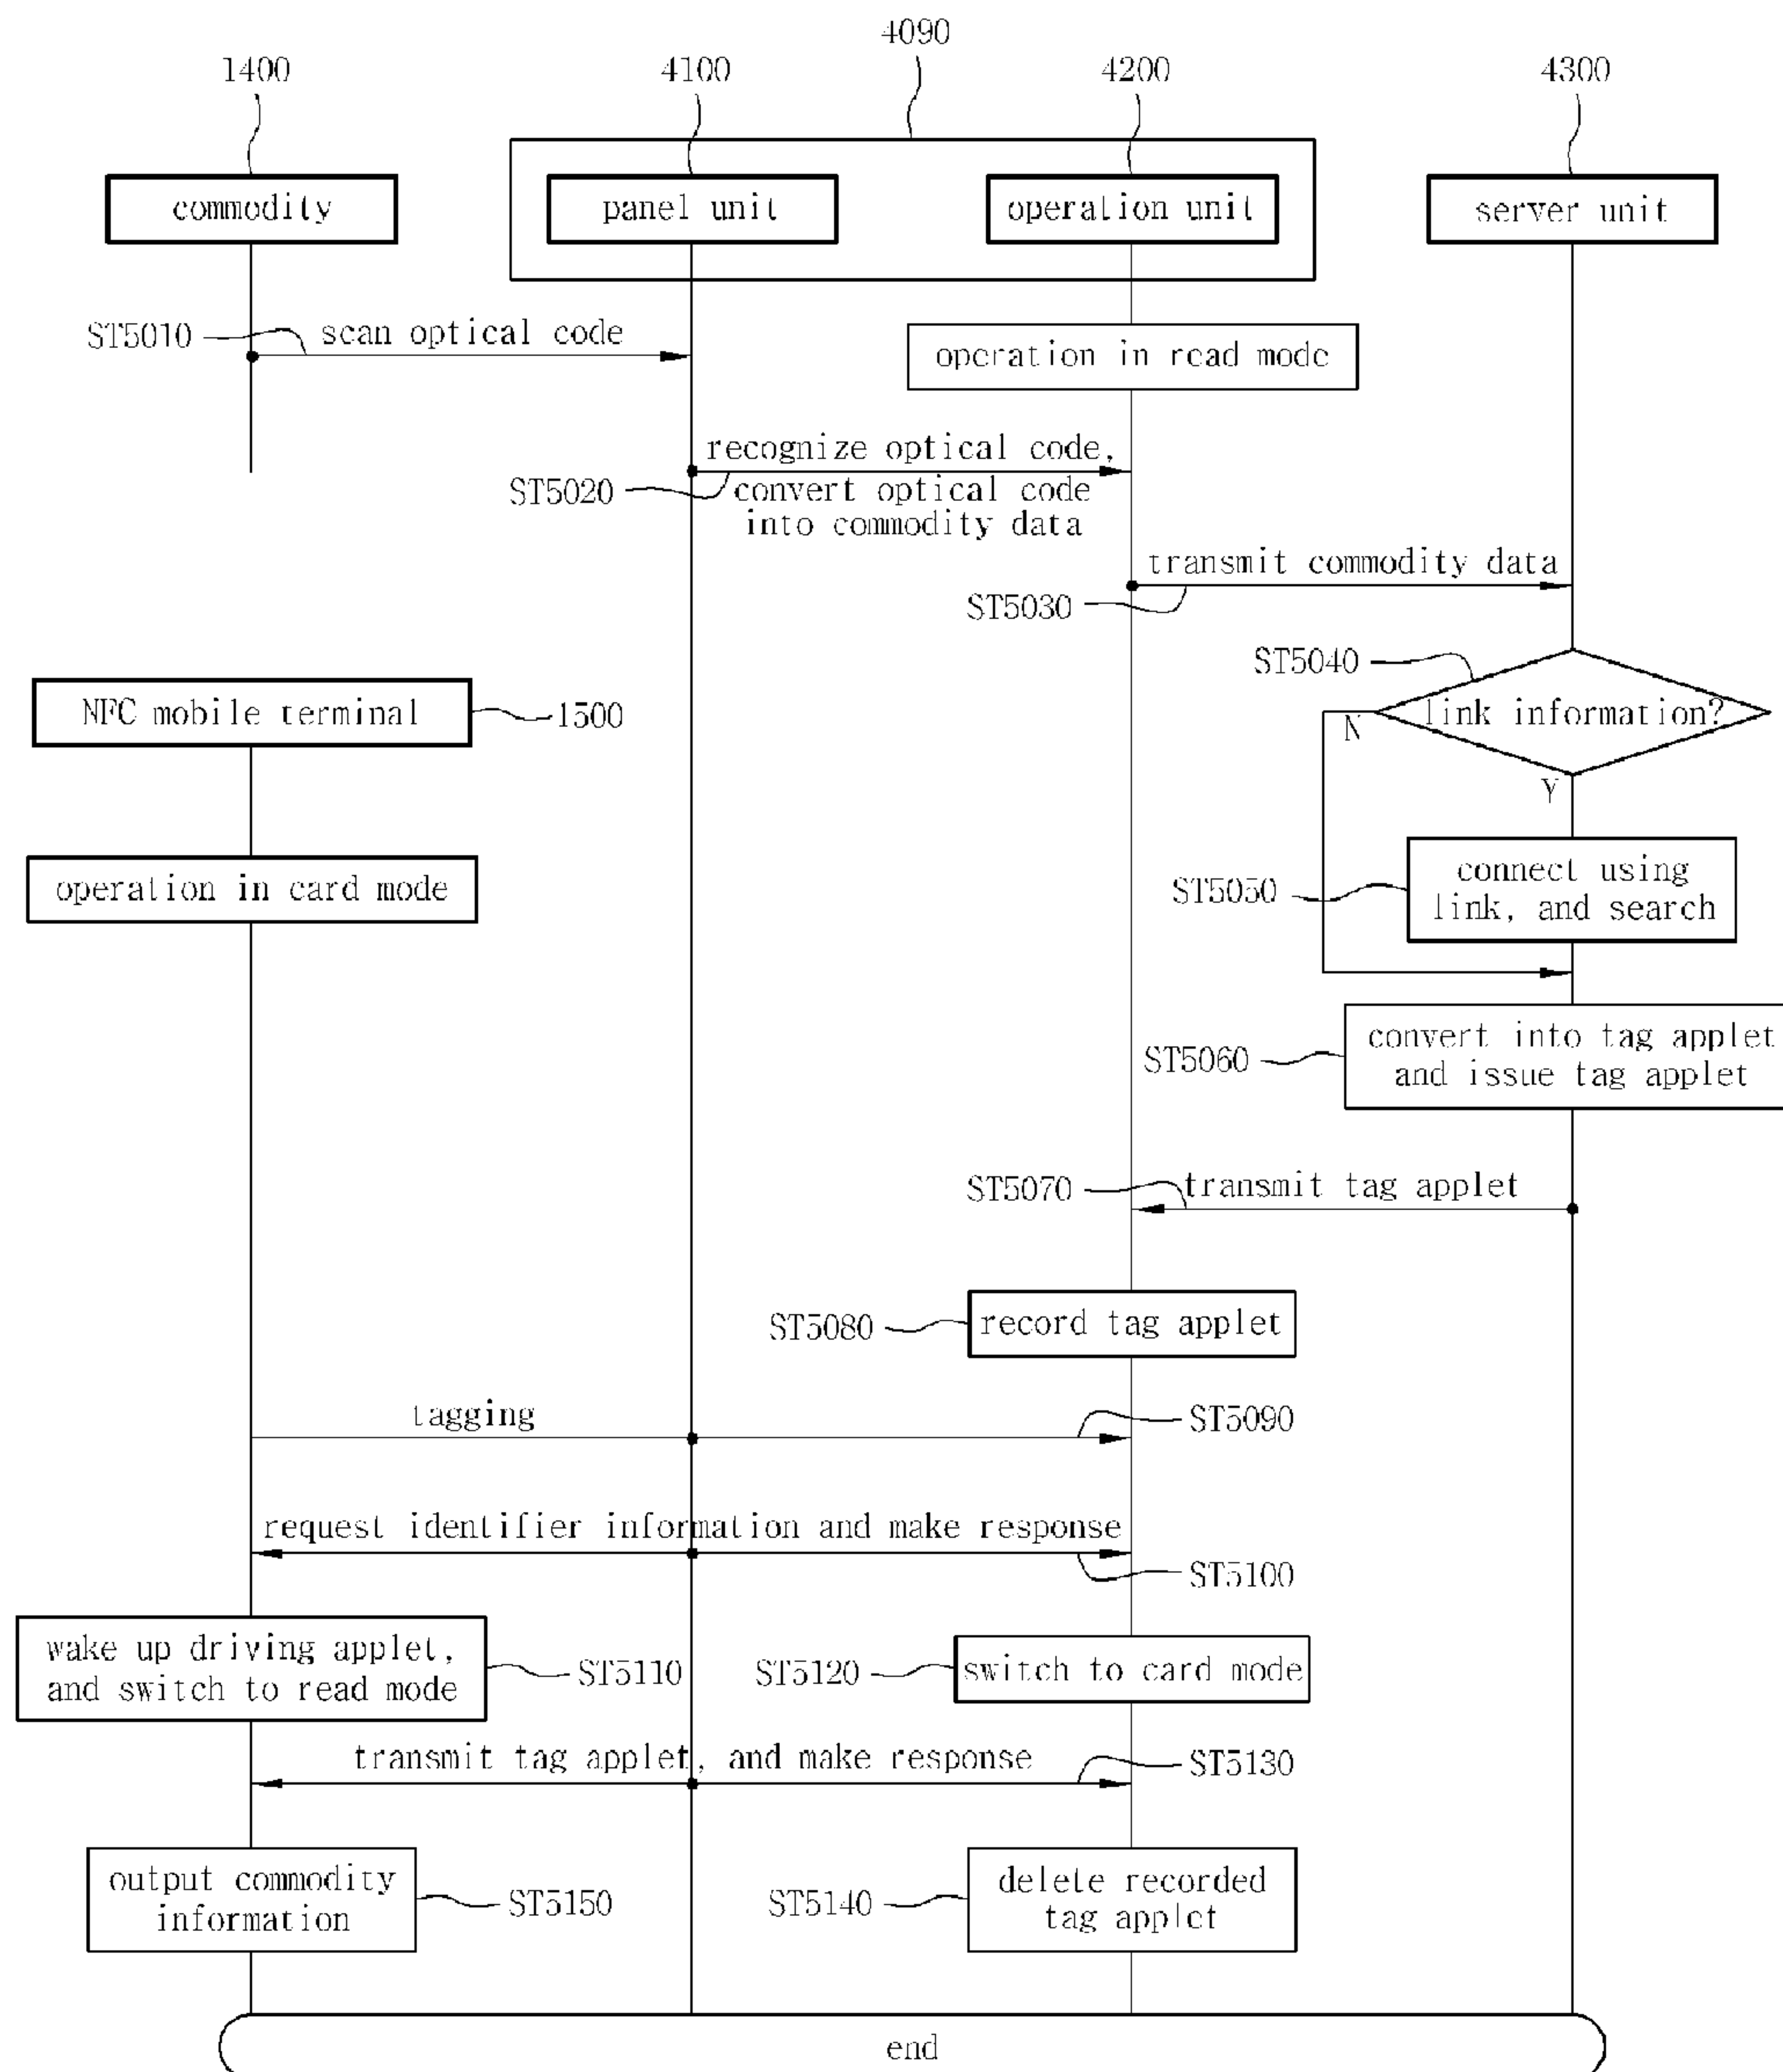 4090
1400
4100
4200
4300
commodity
panel unit
operation unit
server unit
ST5010
scan optical code
operation in read mode
recognize optical code,
ST5020
convert optical code
into commodity data
transmit commodity data
ST5030
ST5040
NFC mobile terminal
1500
link information?
N
Y
operation in card mode
ST5050
connect using
link, and search
ST5060
convert into tag applet
and issue tag applet
ST5070
transmit tag applet
ST5080
record tag applet
tagging
ST5090
request identifier information and make response
ST5100
wake up driving applet,
and switch to read mode
ST5110
ST5120
switch to card mode
transmit tag applet, and make response
ST5130
output commodity
information
ST5150
ST5140
delete recorded
tag applet
end